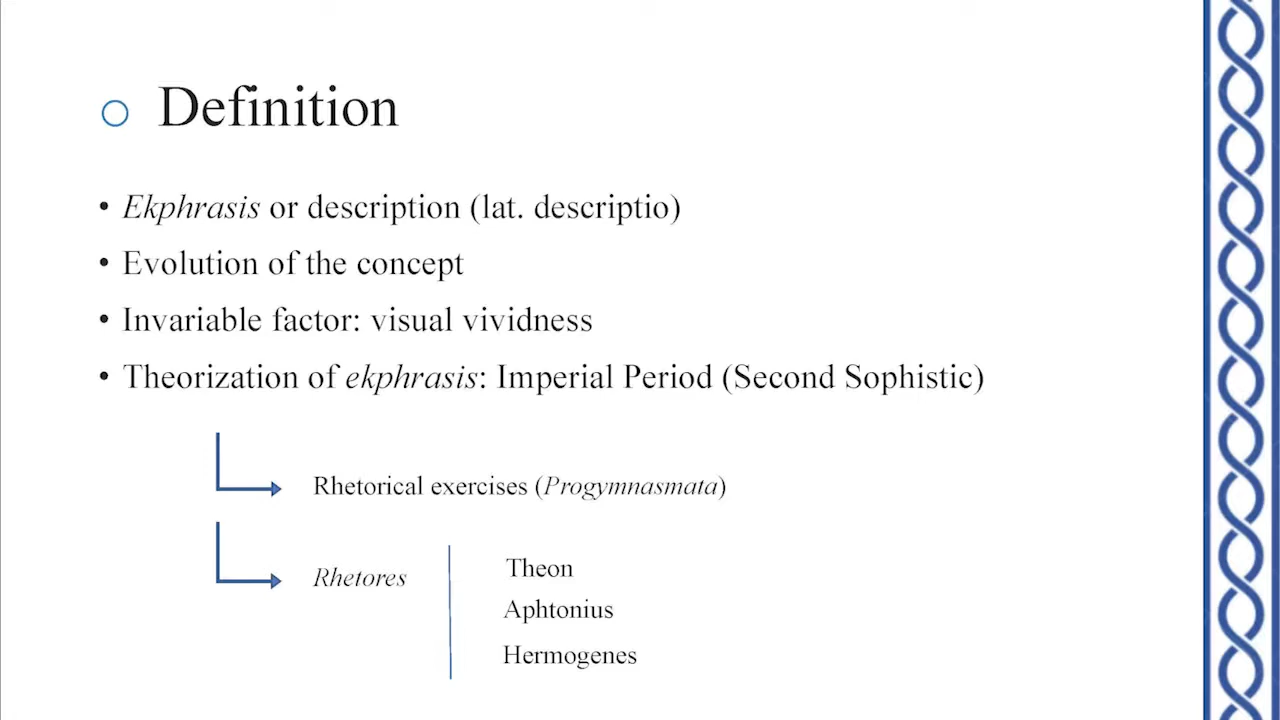 Definition
• Ekphrasis or description (lat. descriptio)
• Evolution of the concept
• Invariable factor: visual vividness
• Theorization of ekphrasis: Imperial Period (Second Sophistic)
Rhetorical exercises (Progymnasmata)
Rhetores
Theon
Aphtonius
Hermogenes